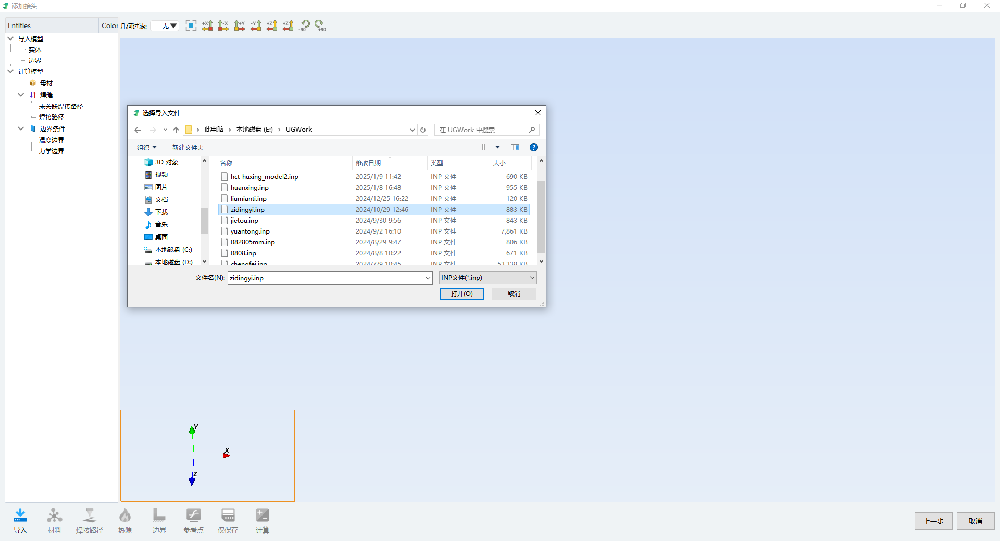 添加接头
Entities
Color
几何过滤:
无
+X
-X
+Y
-Y
+Z
+Z
-90
+90
导入模型
实体
边界
计算模型
母材
焊缝
未关联焊接路径
焊接路径
边界条件
温度边界
力学边界
选择导入文件
此电脑 › 本地磁盘 (E:) › UGWork
在 UGWork 中搜索
组织
新建文件夹
3D 对象
视频
图片
文档
下载
音乐
桌面
本地磁盘 (C:)
本地磁盘 (D:)
名称 修改日期 类型 大小
hct-huxing_model2.inp 2025/1/9 11:42 INP 文件 690 KB
huanxing.inp 2025/1/8 16:48 INP 文件 955 KB
liumianti.inp 2024/12/25 16:22 INP 文件 120 KB
zidingyi.inp 2024/10/29 12:46 INP 文件 883 KB
jietou.inp 2024/9/30 9:56 INP 文件 843 KB
yuantong.inp 2024/9/2 16:10 INP 文件 7,861 KB
082805mm.inp 2024/8/29 9:47 INP 文件 806 KB
0808.inp 2024/8/8 10:22 INP 文件 671 KB
chengfei.inp 2024/7/9 10:45 INP 文件 53,338 KB
文件名(N): zidingyi.inp
INP文件(*.inp)
打开(O)
取消
Y
X
Z
导入
材料
焊接路径
热源
边界
参考点
仅保存
计算
上一步
取消